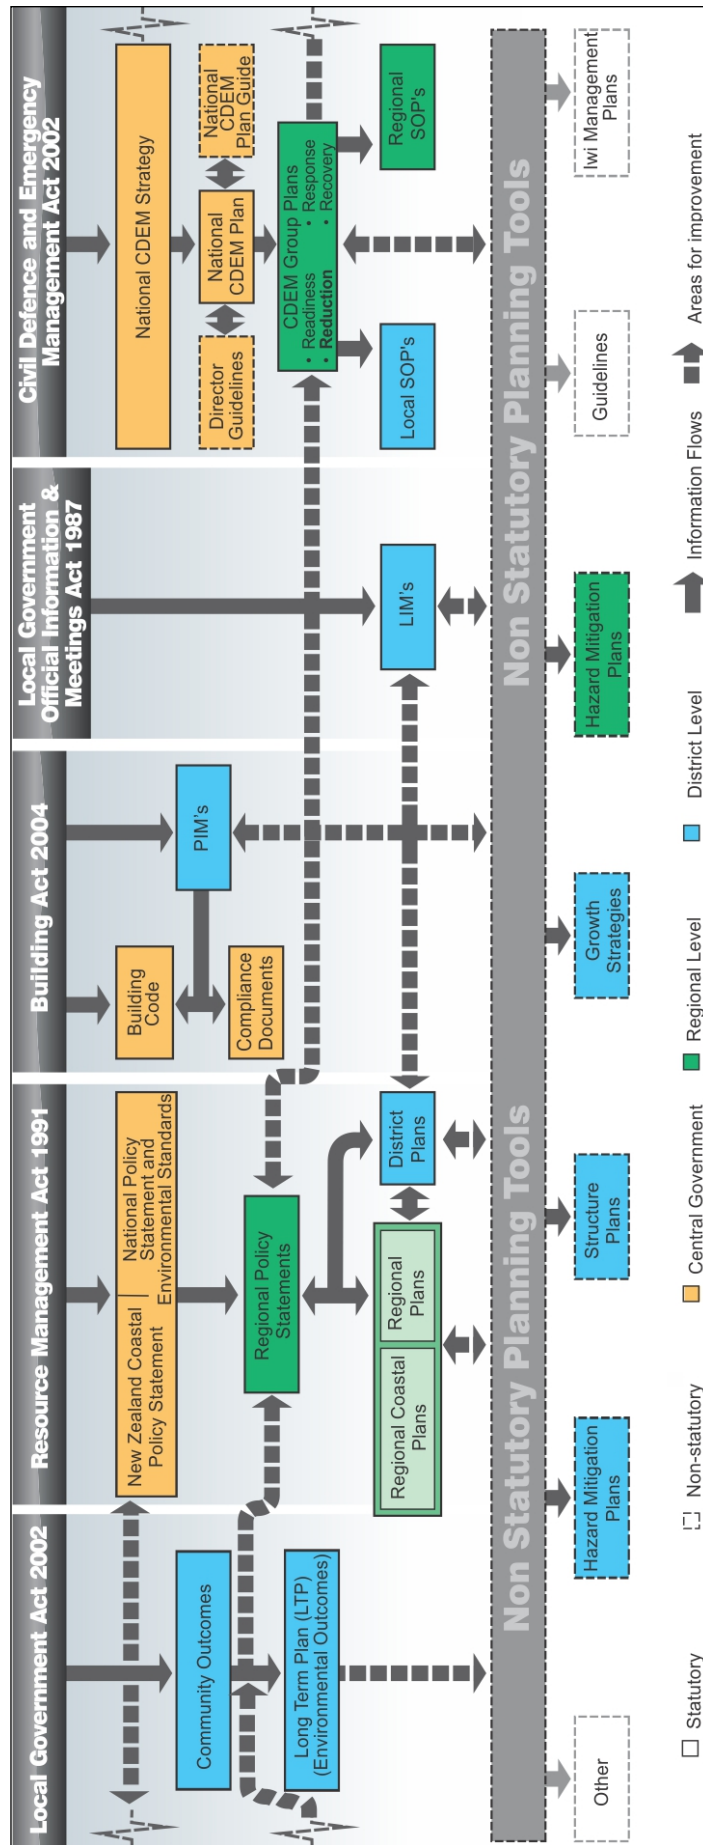 Local Government Act 2002
Resource Management Act 1991
Building Act 2004
Local Government
Official Information &
Meetings Act 1987
Civil Defence and Emergency
Management Act 2002
Community Outcomes
Long Term Plan (LTP)
(Environmental Outcomes)
New Zealand Coastal
Policy Statement
National Policy
Statement and
Environmental Standards
Regional Policy
Statements
Regional Coastal
Plans
Regional
Plans
District
Plans
Building
Code
Compliance
Documents
PIM's
LIM's
National CDEM Strategy
Director
Guidelines
National
CDEM Plan
National
CDEM
Plan Guide
CDEM Group Plans
• Readiness
• Response
• Reduction
• Recovery
Local SOP's
Regional
SOP's
Non Statutory Planning Tools
Non Statutory Planning Tools
Other
Hazard Mitigation
Plans
Structure
Plans
Growth
Strategies
Hazard Mitigation
Plans
Guidelines
Iwi Management
Plans
Statutory
Non-statutory
Central Government
Regional Level
District Level
Information Flows
Areas for improvement